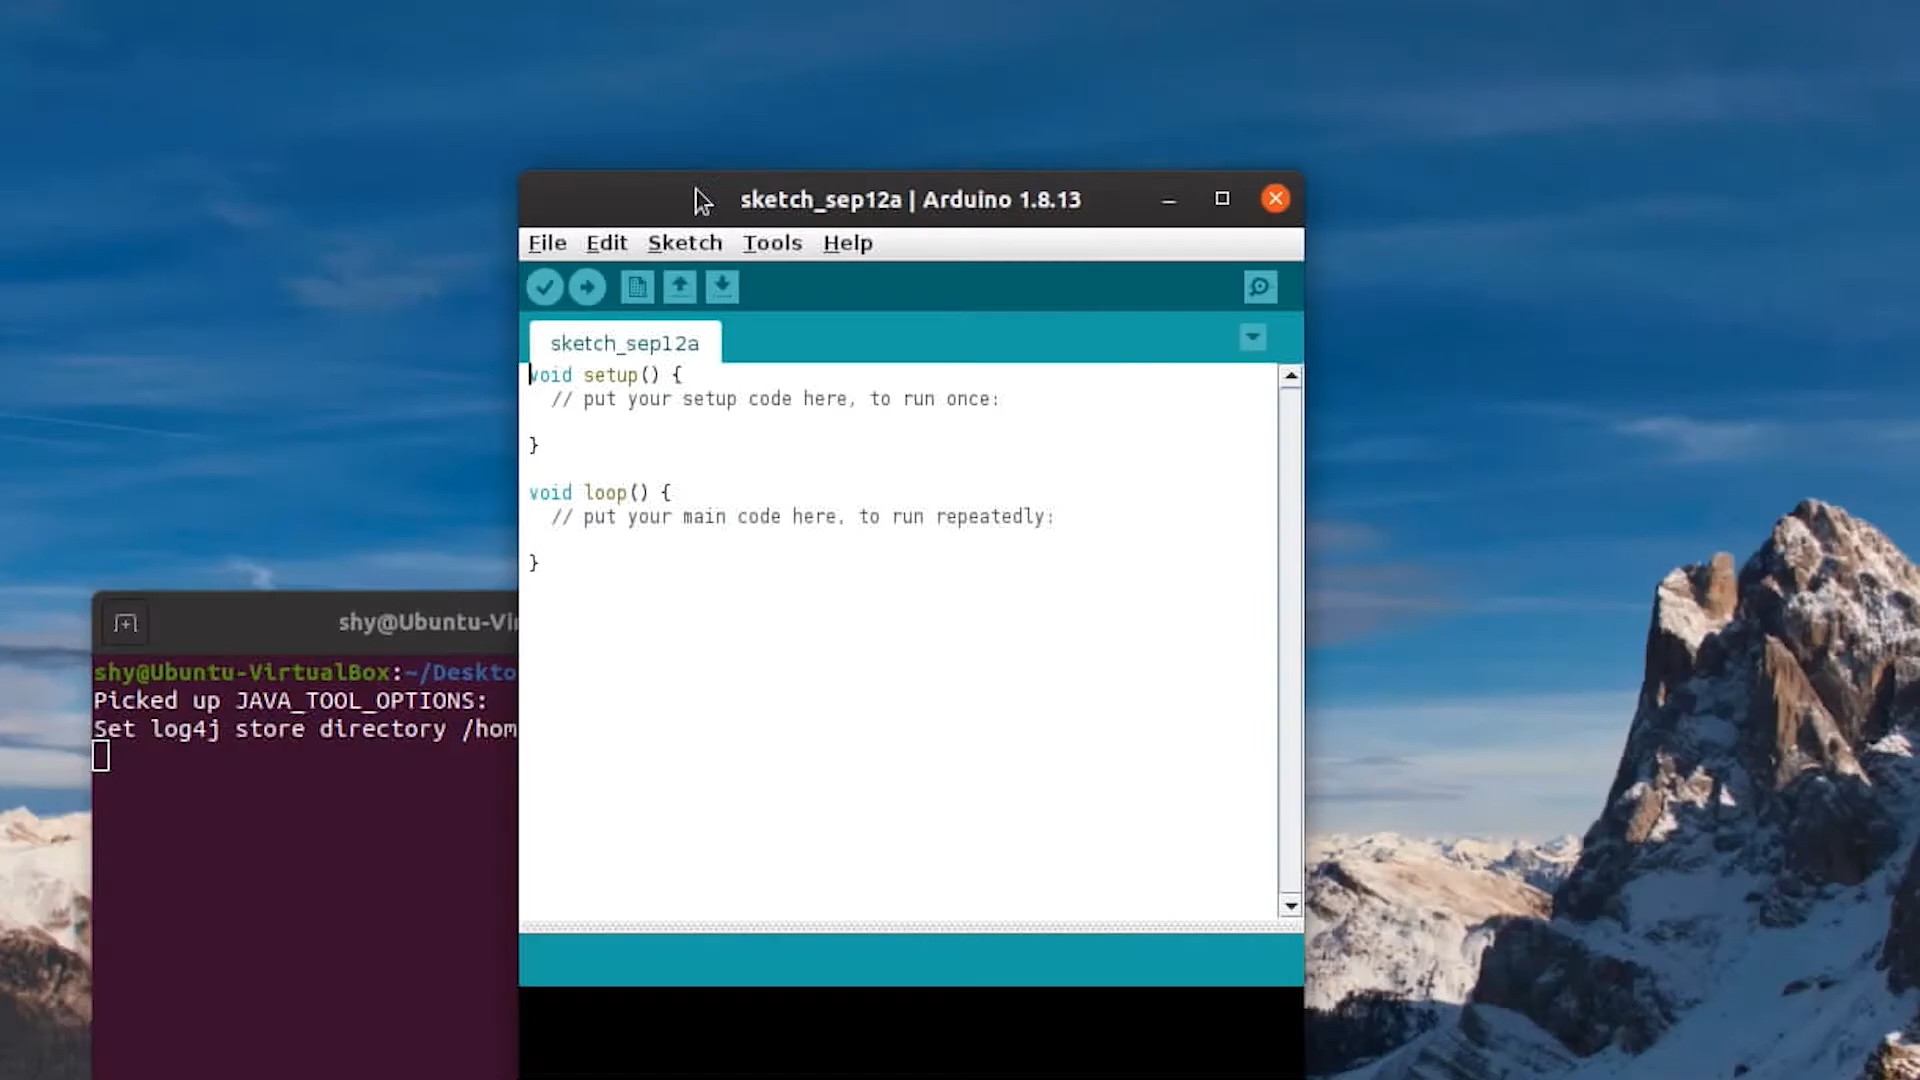 sketch_sep12a | Arduino 1.8.13
File Edit Sketch Tools Help
sketch_sep12a
void setup() {
  // put your setup code here, to run once:
}
void loop() {
  // put your main code here, to run repeatedly:
}
shy@Ubuntu-Vi
shy@Ubuntu-VirtualBox:~/Deskto
Picked up JAVA_TOOL_OPTIONS:
Set log4j store directory /hom